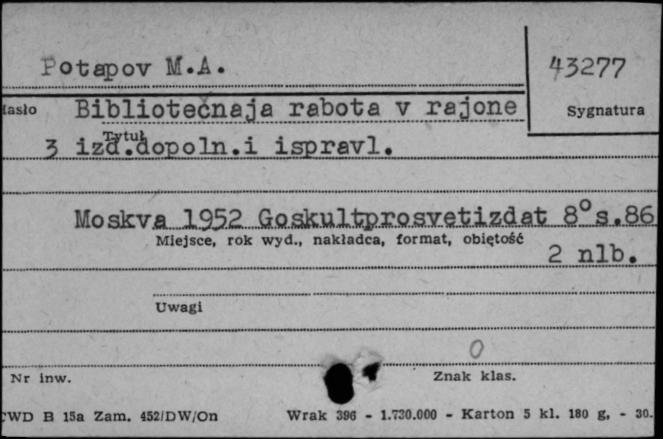 Potapov M.A.
43277
Hasło
Bibliotečnaja rabota v rajone
Sygnatura
Tytuł
3 izd.dopoln.i ispravl.
Moskva 1952 Goskultprosvetizdat 8° s.86
Miejsce, rok wyd., nakładca, format, objętość
2 nlb.
Uwagi
0
Nr inw.
Znak klas.
CWD B 15a Zam. 452/DW/On Wrak 396 - 1.730.000 - Karton 5 kl. 180 g. - 30.